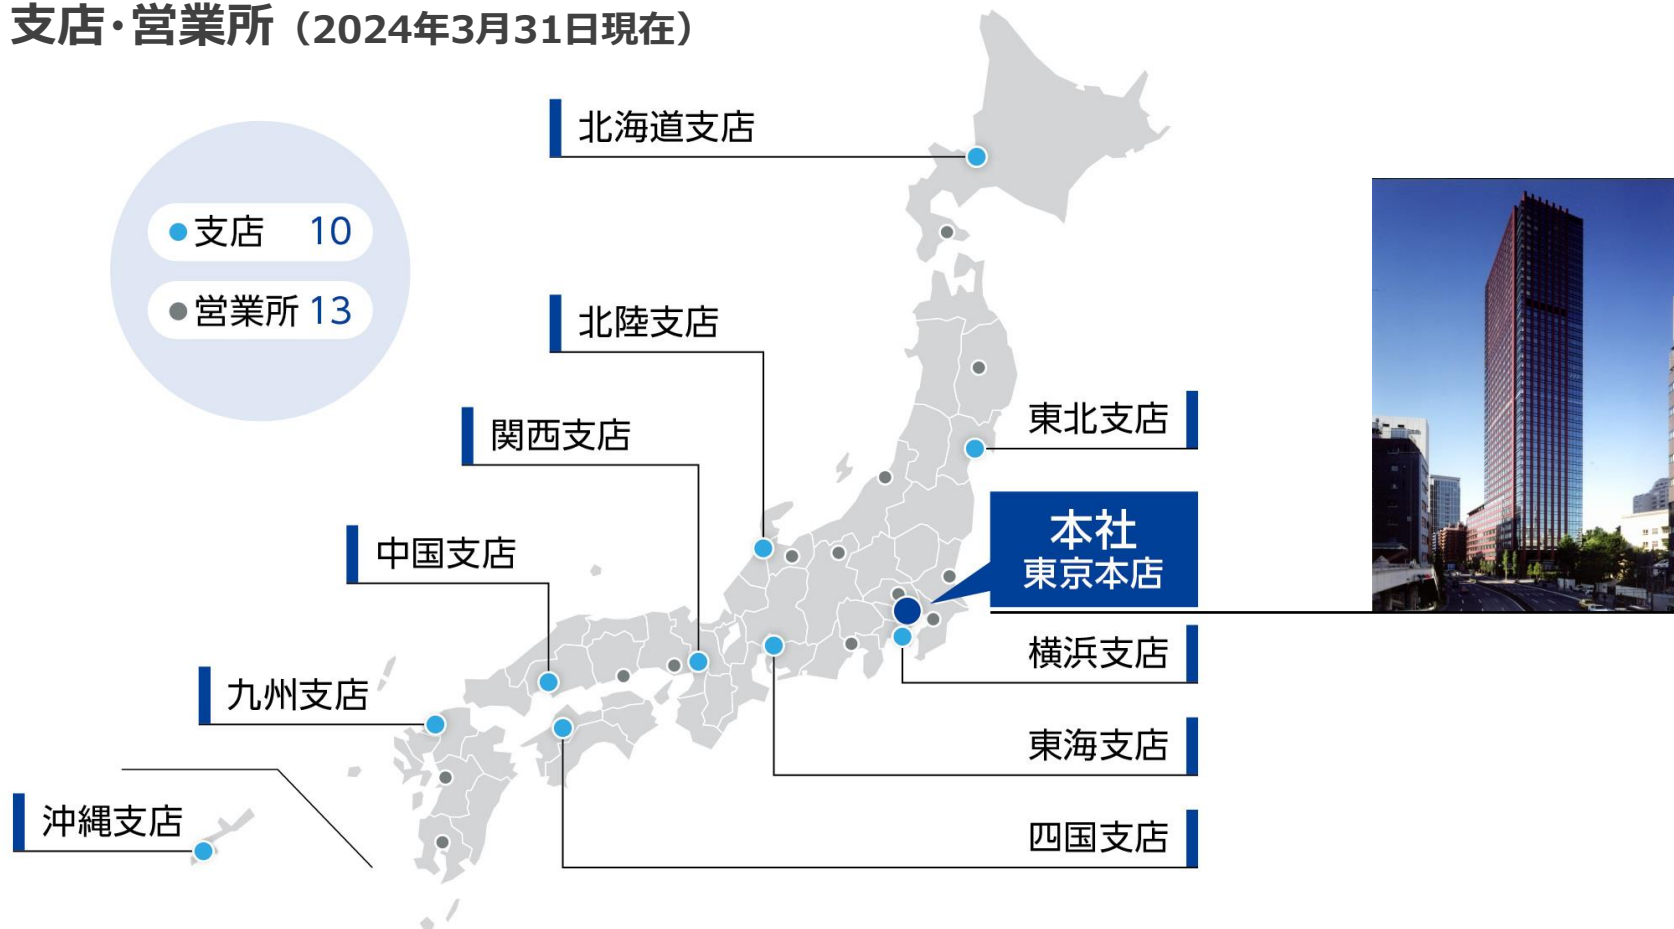 支店・営業所（2024年3月31日現在）
北海道支店
支店 10
営業所 13
北陸支店
東北支店
関西支店
本社
東京本店
中国支店
横浜支店
九州支店
東海支店
沖縄支店
四国支店